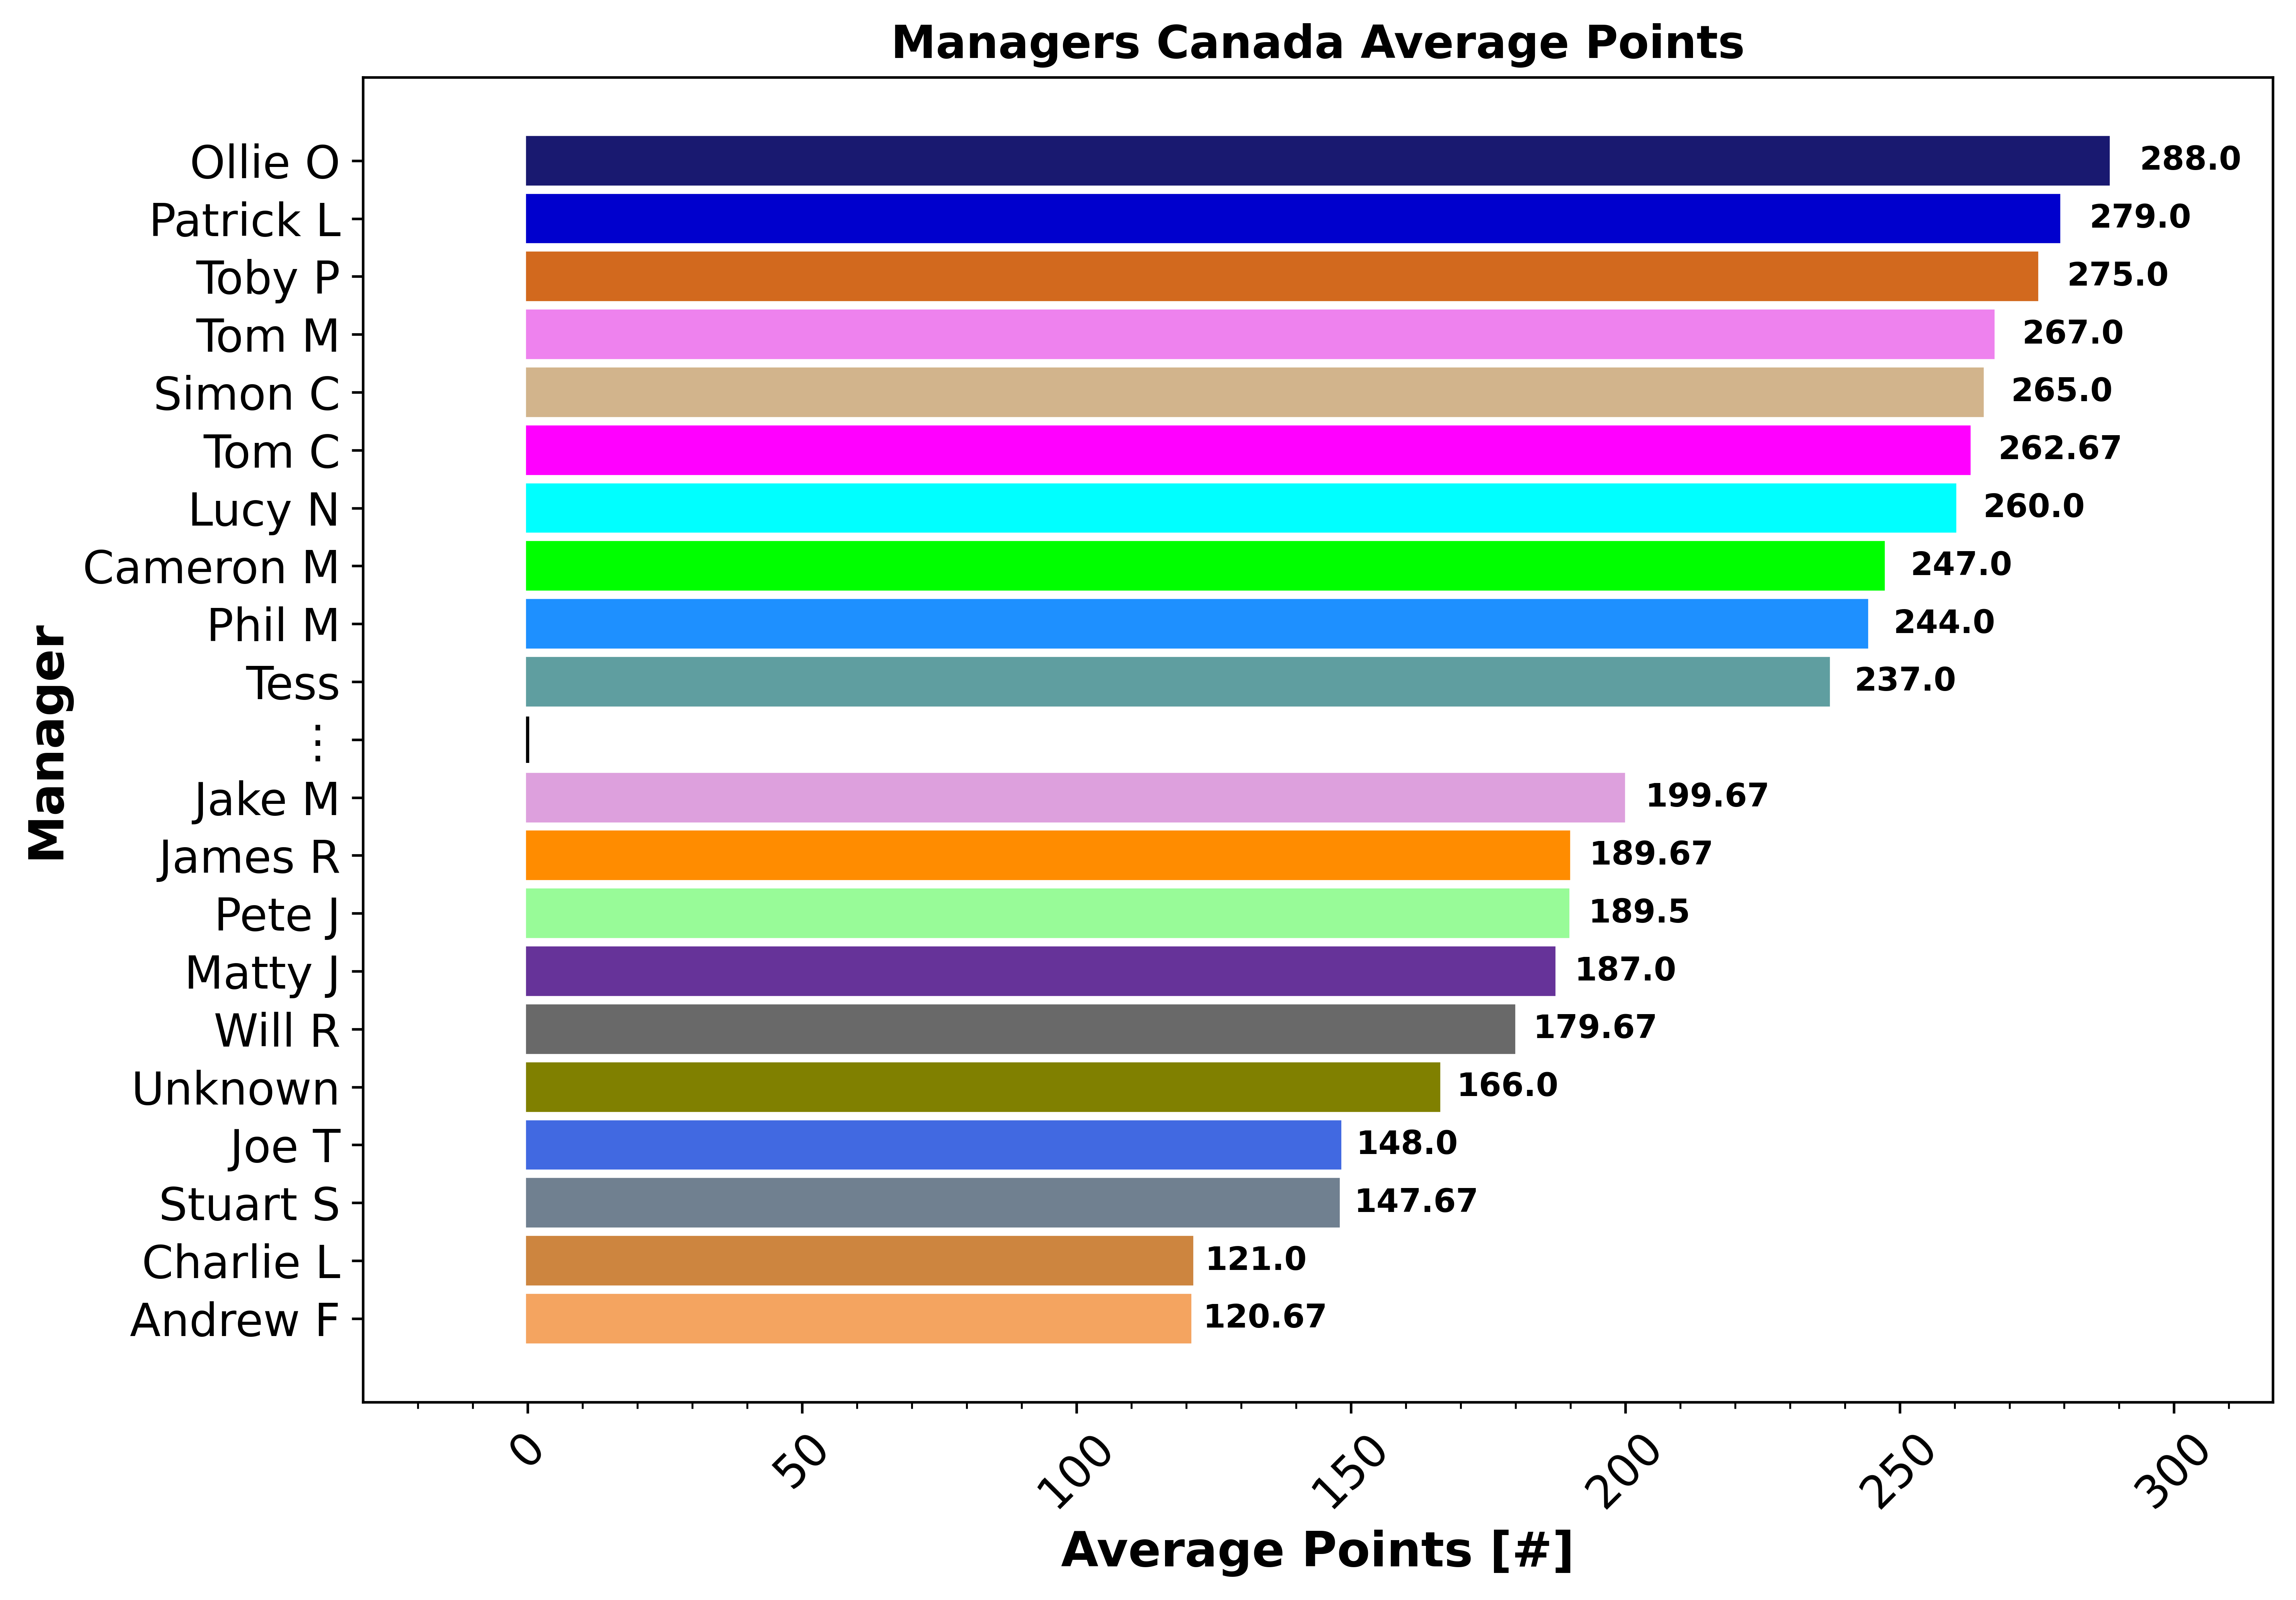 Managers Canada Average Points
Manager
Ollie O 288.0
Patrick L 279.0
Toby P 275.0
Tom M 267.0
Simon C 265.0
Tom C 262.67
Lucy N 260.0
Cameron M 247.0
Phil M 244.0
Tess 237.0
⋮
Jake M 199.67
James R 189.67
Pete J 189.5
Matty J 187.0
Will R 179.67
Unknown 166.0
Joe T 148.0
Stuart S 147.67
Charlie L 121.0
Andrew F 120.67
0 50 100 150 200 250 300
Average Points [#]